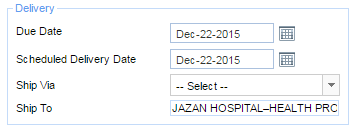 Delivery
Due Date Dec-22-2015
Scheduled Delivery Date Dec-22-2015
Ship Via -- Select --
Ship To JAZAN HOSPITAL–HEALTH PRO